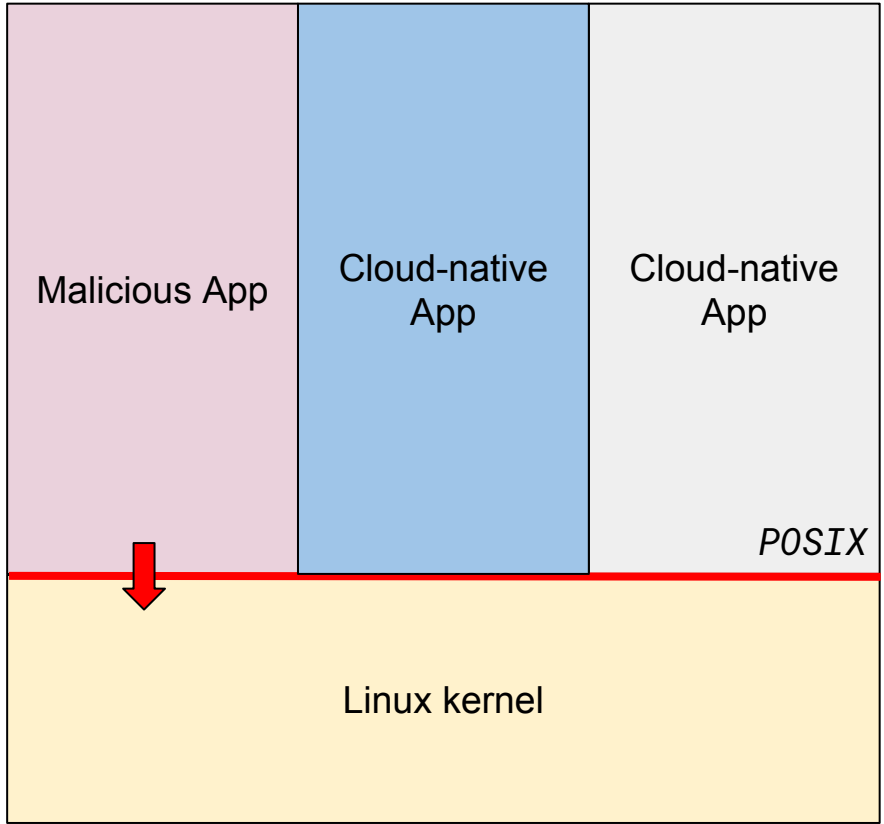 Malicious App
Cloud-native
App
Cloud-native
App
POSIX
Linux kernel